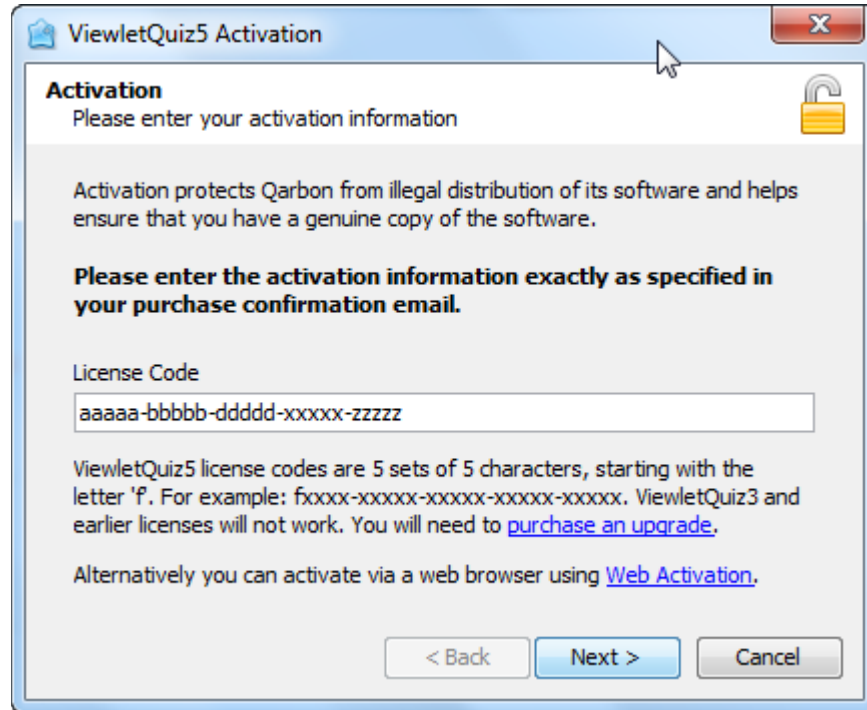 ViewletQuiz5 Activation
Activation
Please enter your activation information
Activation protects Qarbon from illegal distribution of its software and helps
ensure that you have a genuine copy of the software.
Please enter the activation information exactly as specified in
your purchase confirmation email.
License Code
aaaaa-bbbbb-ddddd-xxxxx-zzzzz
ViewletQuiz5 license codes are 5 sets of 5 characters, starting with the
letter 'f'. For example: fxxxx-xxxxx-xxxxx-xxxxx-xxxxx. ViewletQuiz3 and
earlier licenses will not work. You will need to purchase an upgrade.
Alternatively you can activate via a web browser using Web Activation.
< Back Next > Cancel